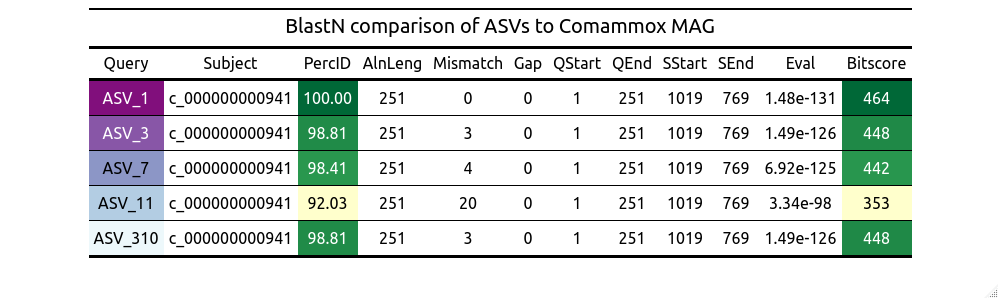 BlastN comparison of ASVs to Comammox MAG
Query Subject PercID AlnLeng Mismatch Gap QStart QEnd SStart SEnd Eval Bitscore
ASV_1 c_000000000941 100.00 251 0 0 1 251 1019 769 1.48e-131 464
ASV_3 c_000000000941 98.81 251 3 0 1 251 1019 769 1.49e-126 448
ASV_7 c_000000000941 98.41 251 4 0 1 251 1019 769 6.92e-125 442
ASV_11 c_000000000941 92.03 251 20 0 1 251 1019 769 3.34e-98 353
ASV_310 c_000000000941 98.81 251 3 0 1 251 1019 769 1.49e-126 448